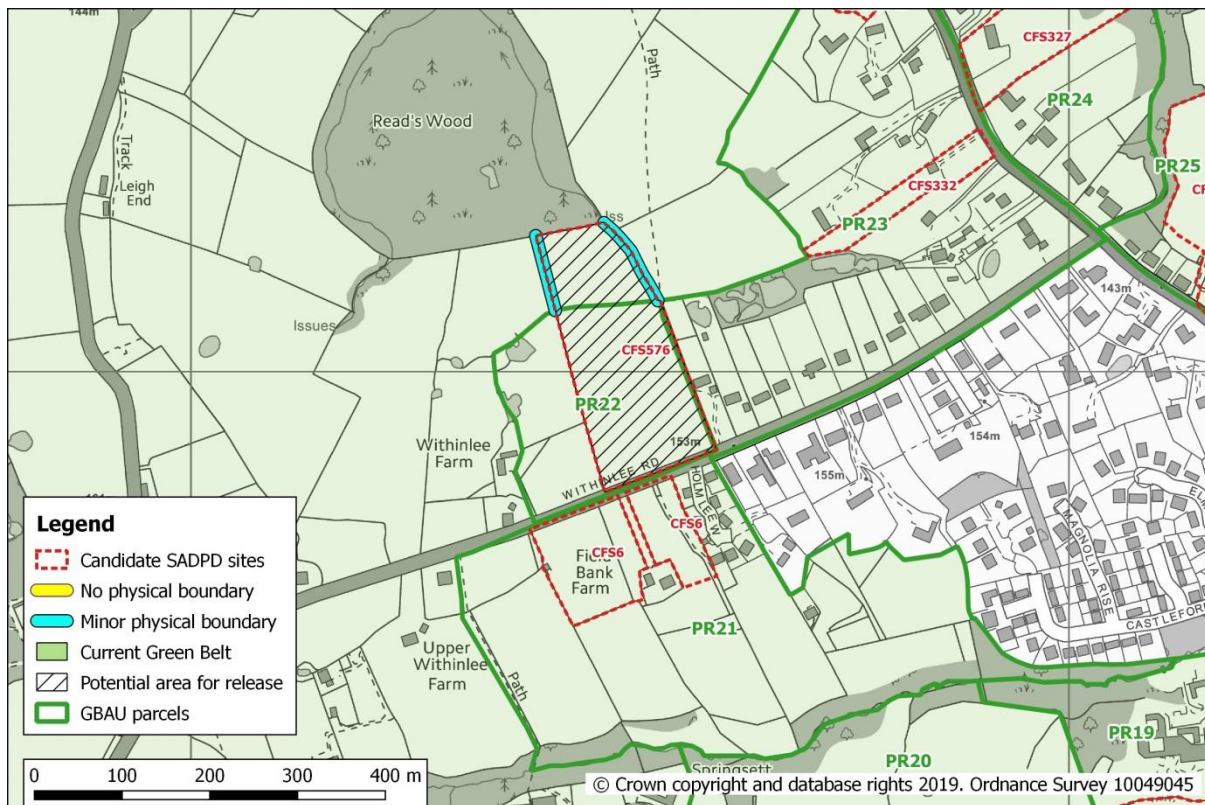 144m
Path
CFS327
Read's Wood
PR24
PR25
Track
CFS332
Leigh
End
Iss
PR23
143m
Issues
CFS576
PR22
Withinlee
Farm
153m
154m
WITHINLEE RD
155m
HOLM LEE W
MAGNOLIA RISE
CFS6
CFS6
Field
Bank
Farm
CASTLEFOR
PR21
Upper
Withinlee
Farm
Path
PR19
PR20
Springsett
Legend
Candidate SADPD sites
No physical boundary
Minor physical boundary
Current Green Belt
Potential area for release
GBAU parcels
0 100 200 300 400 m
© Crown copyright and database rights 2019. Ordnance Survey 10049045